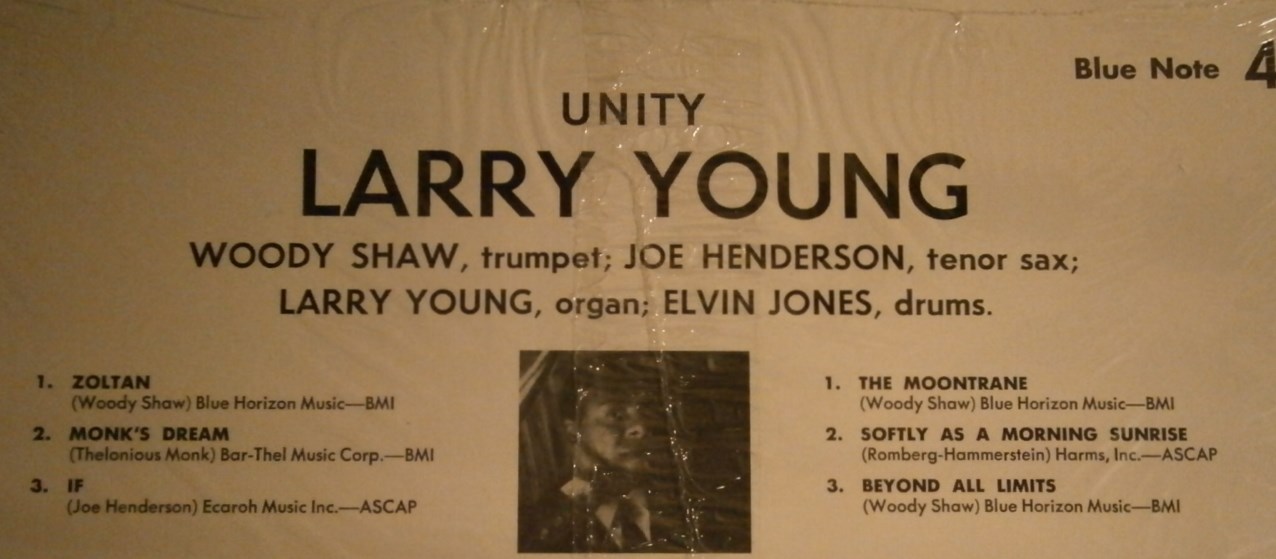 Blue Note 4
UNITY
LARRY YOUNG
WOODY SHAW, trumpet; JOE HENDERSON, tenor sax;
LARRY YOUNG, organ; ELVIN JONES, drums.
1. ZOLTAN
(Woody Shaw) Blue Horizon Music—BMI
2. MONK'S DREAM
(Thelonious Monk) Bar-Thel Music Corp.—BMI
3. IF
(Joe Henderson) Ecaroh Music Inc.—ASCAP
1. THE MOONTRANE
(Woody Shaw) Blue Horizon Music—BMI
2. SOFTLY AS A MORNING SUNRISE
(Romberg-Hammerstein) Harms, Inc.—ASCAP
3. BEYOND ALL LIMITS
(Woody Shaw) Blue Horizon Music—BMI